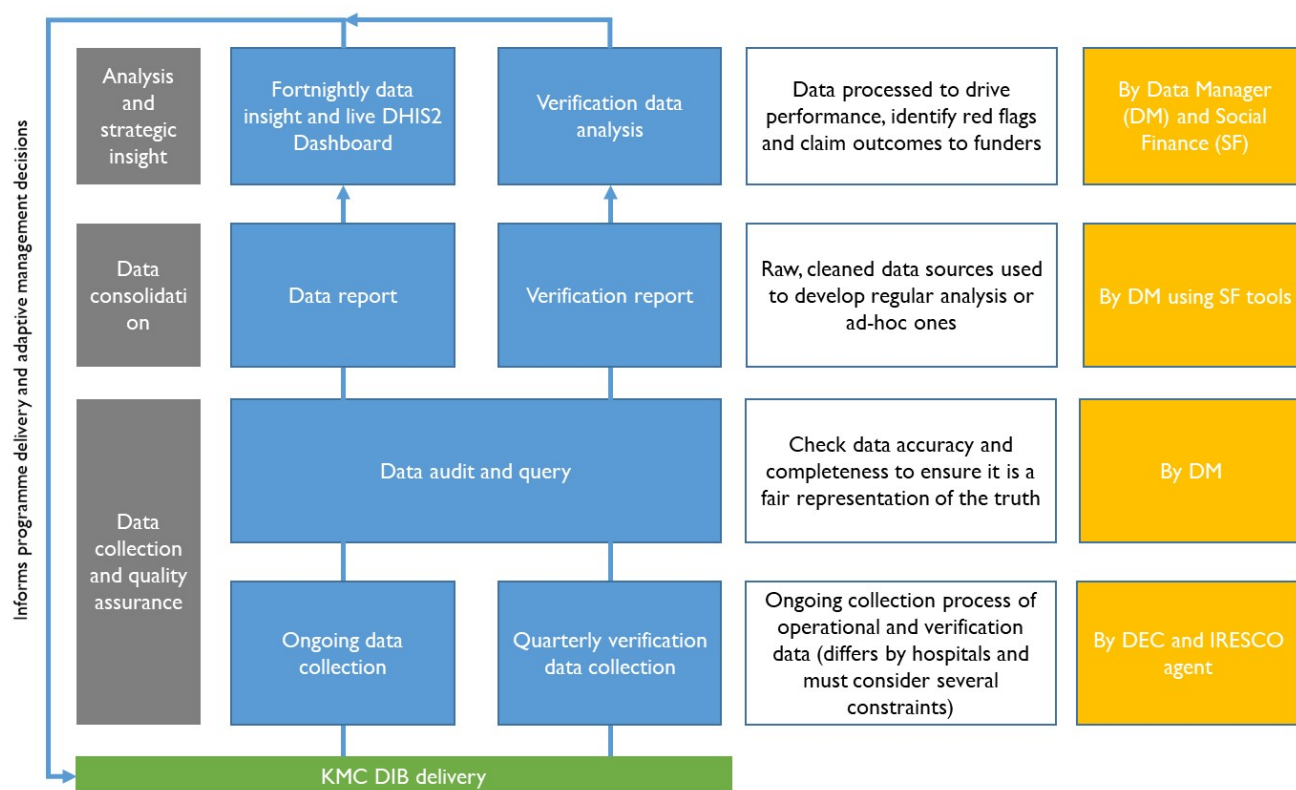 Informs programme delivery and adaptive management decisions
Analysis
and
strategic
insight
Fortnightly data
insight and live DHIS2
Dashboard
Verification data
analysis
Data processed to drive
performance, identify red flags
and claim outcomes to funders
By Data Manager
(DM) and Social
Finance (SF)
Data
consolidati
on
Data report
Verification report
Raw, cleaned data sources used
to develop regular analysis or
ad-hoc ones
By DM using SF tools
Data
collection
and quality
assurance
Data audit and query
Check data accuracy and
completeness to ensure it is a
fair representation of the truth
By DM
Ongoing data
collection
Quarterly verification
data collection
Ongoing collection process of
operational and verification
data (differs by hospitals and
must consider several
constraints)
By DEC and IRESCO
agent
KMC DIB delivery